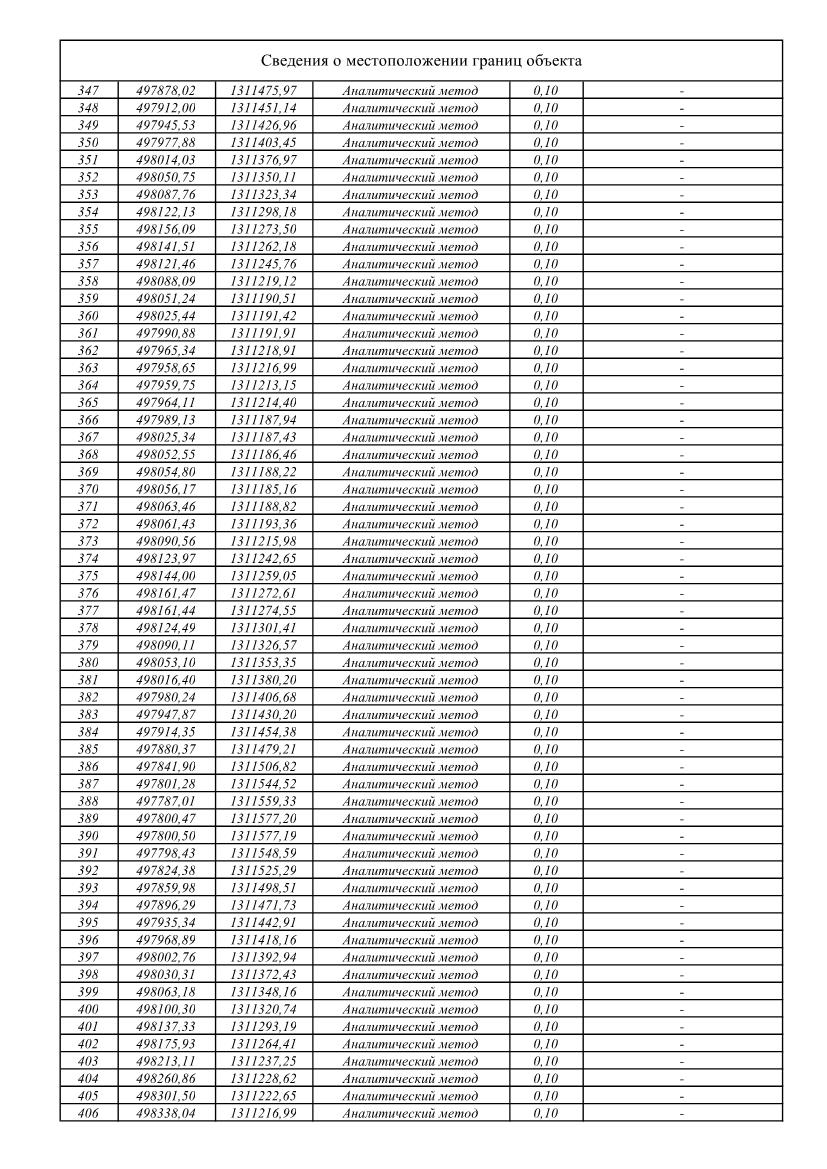 Сведения о местоположении границ объекта
347 497878,02 1311475,97 Аналитический метод 0,10 -
348 497912,00 1311451,14 Аналитический метод 0,10 -
349 497945,53 1311426,96 Аналитический метод 0,10 -
350 497977,88 1311403,45 Аналитический метод 0,10 -
351 498014,03 1311376,97 Аналитический метод 0,10 -
352 498050,75 1311350,11 Аналитический метод 0,10 -
353 498087,76 1311323,34 Аналитический метод 0,10 -
354 498122,13 1311298,18 Аналитический метод 0,10 -
355 498156,09 1311273,50 Аналитический метод 0,10 -
356 498141,51 1311262,18 Аналитический метод 0,10 -
357 498121,46 1311245,76 Аналитический метод 0,10 -
358 498088,09 1311219,12 Аналитический метод 0,10 -
359 498051,24 1311190,51 Аналитический метод 0,10 -
360 498025,44 1311191,42 Аналитический метод 0,10 -
361 497990,88 1311191,91 Аналитический метод 0,10 -
362 497965,34 1311218,91 Аналитический метод 0,10 -
363 497958,65 1311216,99 Аналитический метод 0,10 -
364 497959,75 1311213,15 Аналитический метод 0,10 -
365 497964,11 1311214,40 Аналитический метод 0,10 -
366 497989,13 1311187,94 Аналитический метод 0,10 -
367 498025,34 1311187,43 Аналитический метод 0,10 -
368 498052,55 1311186,46 Аналитический метод 0,10 -
369 498054,80 1311188,22 Аналитический метод 0,10 -
370 498056,17 1311185,16 Аналитический метод 0,10 -
371 498063,46 1311188,82 Аналитический метод 0,10 -
372 498061,43 1311193,36 Аналитический метод 0,10 -
373 498090,56 1311215,98 Аналитический метод 0,10 -
374 498123,97 1311242,65 Аналитический метод 0,10 -
375 498144,00 1311259,05 Аналитический метод 0,10 -
376 498161,47 1311272,61 Аналитический метод 0,10 -
377 498161,44 1311274,55 Аналитический метод 0,10 -
378 498124,49 1311301,41 Аналитический метод 0,10 -
379 498090,11 1311326,57 Аналитический метод 0,10 -
380 498053,10 1311353,35 Аналитический метод 0,10 -
381 498016,40 1311380,20 Аналитический метод 0,10 -
382 497980,24 1311406,68 Аналитический метод 0,10 -
383 497947,87 1311430,20 Аналитический метод 0,10 -
384 497914,35 1311454,38 Аналитический метод 0,10 -
385 497880,37 1311479,21 Аналитический метод 0,10 -
386 497841,90 1311506,82 Аналитический метод 0,10 -
387 497801,28 1311544,52 Аналитический метод 0,10 -
388 497787,01 1311559,33 Аналитический метод 0,10 -
389 497800,47 1311577,20 Аналитический метод 0,10 -
390 497800,50 1311577,19 Аналитический метод 0,10 -
391 497798,43 1311548,59 Аналитический метод 0,10 -
392 497824,38 1311525,29 Аналитический метод 0,10 -
393 497859,98 1311498,51 Аналитический метод 0,10 -
394 497896,29 1311471,73 Аналитический метод 0,10 -
395 497935,34 1311442,91 Аналитический метод 0,10 -
396 497968,89 1311418,16 Аналитический метод 0,10 -
397 498002,76 1311392,94 Аналитический метод 0,10 -
398 498030,31 1311372,43 Аналитический метод 0,10 -
399 498063,18 1311348,16 Аналитический метод 0,10 -
400 498100,30 1311320,74 Аналитический метод 0,10 -
401 498137,33 1311293,19 Аналитический метод 0,10 -
402 498175,93 1311264,41 Аналитический метод 0,10 -
403 498213,11 1311237,25 Аналитический метод 0,10 -
404 498260,86 1311228,62 Аналитический метод 0,10 -
405 498301,50 1311222,65 Аналитический метод 0,10 -
406 498338,04 1311216,99 Аналитический метод 0,10 -